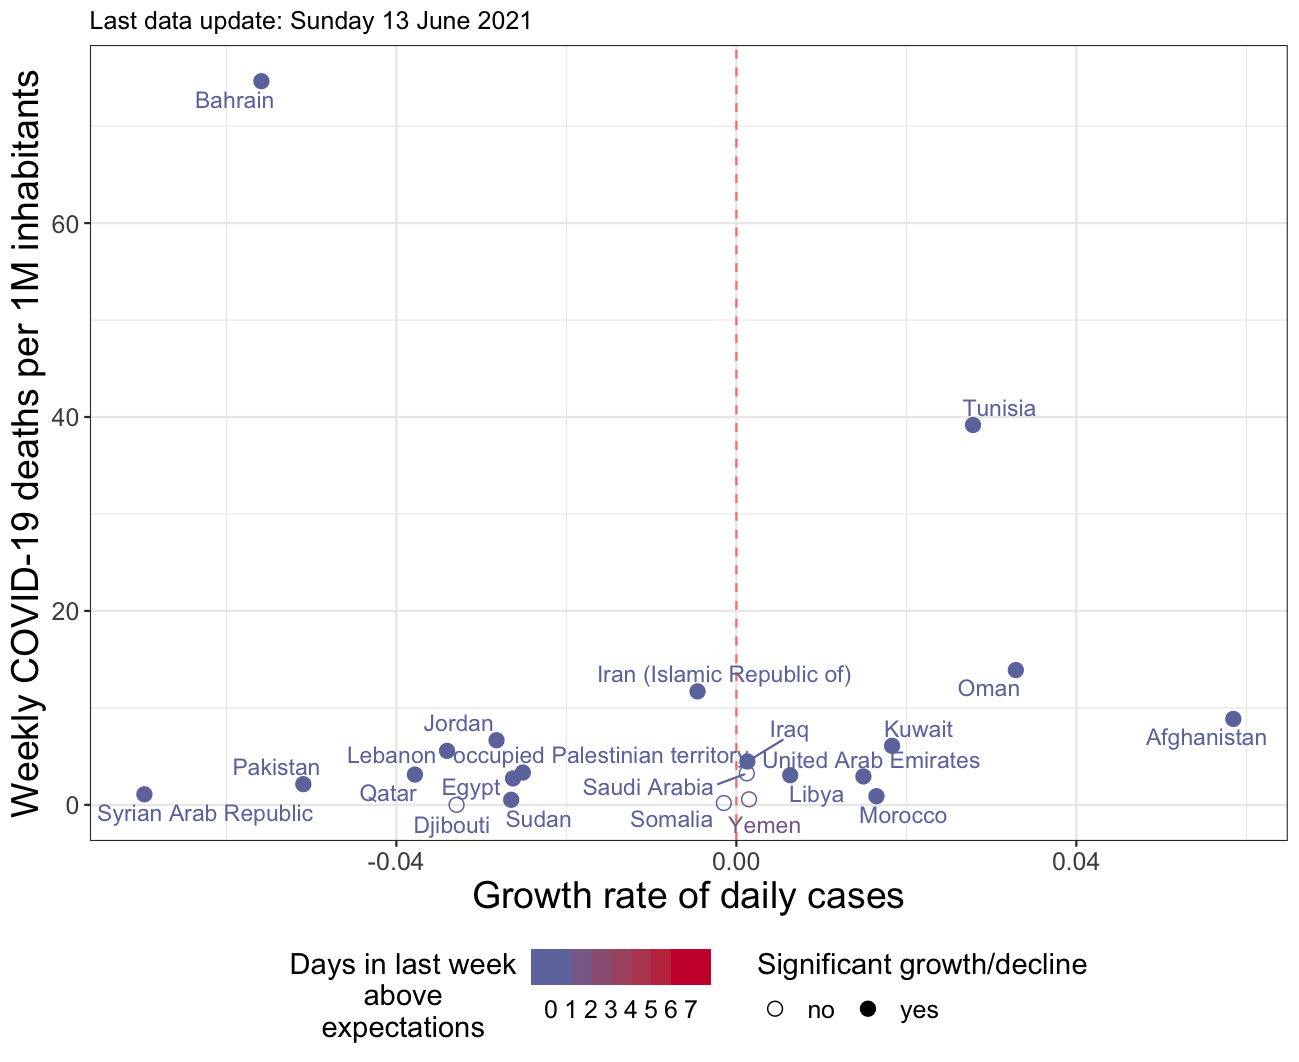 Last data update: Sunday 13 June 2021
Weekly COVID-19 deaths per 1M inhabitants
60
40
20
0
Bahrain
Tunisia
Iran (Islamic Republic of)
Oman
Jordan
Iraq
Kuwait
Afghanistan
Lebanon
occupied Palestinian territory
United Arab Emirates
Pakistan
Qatar
Egypt
Saudi Arabia
Libya
Syrian Arab Republic
Djibouti
Sudan
Somalia
Yemen
Morocco
-0.04
0.00
0.04
Growth rate of daily cases
Days in last week
above
expectations
0 1 2 3 4 5 6 7
Significant growth/decline
no
yes